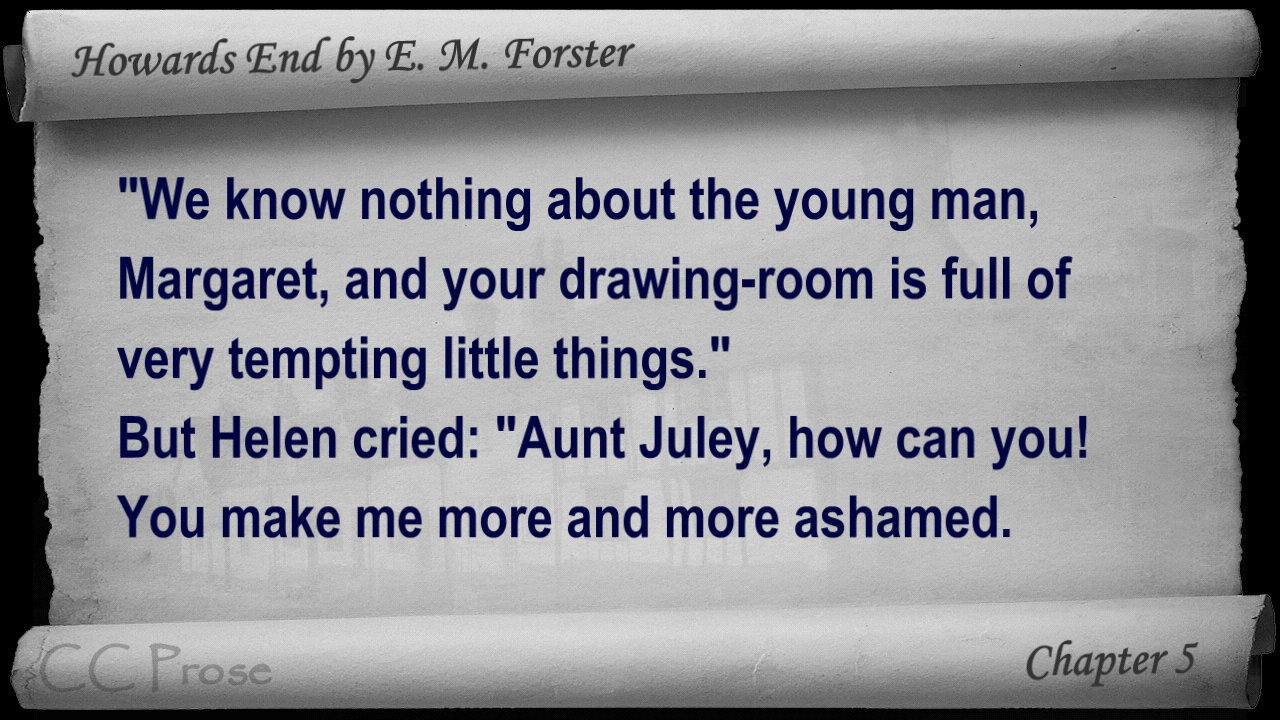 Howards End by E. M. Forster
"We know nothing about the young man,
Margaret, and your drawing-room is full of
very tempting little things."
But Helen cried: "Aunt Juley, how can you!
You make me more and more ashamed.
CC Prose
Chapter 5